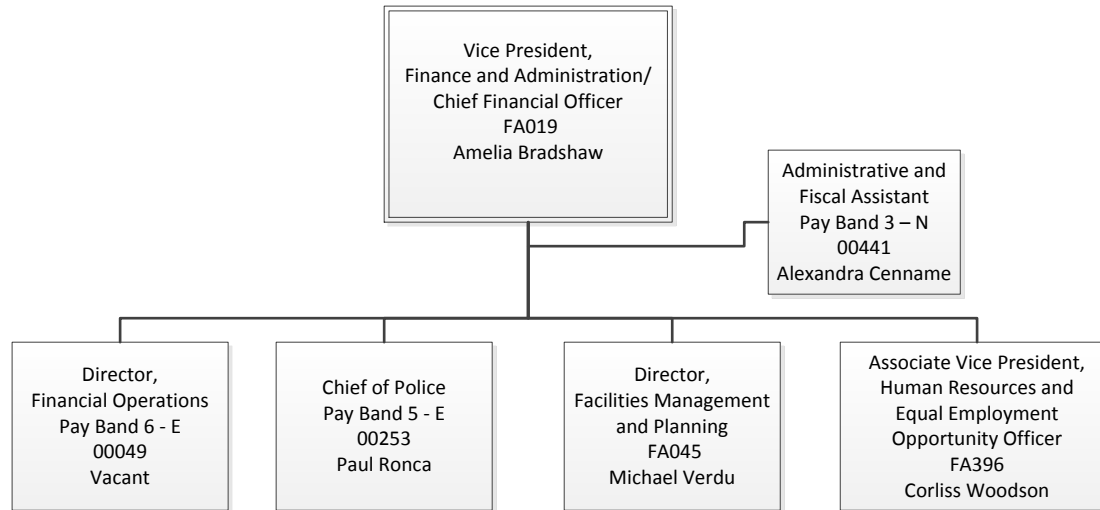 Vice President,
Finance and Administration/
Chief Financial Officer
FA019
Amelia Bradshaw
Administrative and
Fiscal Assistant
Pay Band 3 – N
00441
Alexandra Cenname
Director,
Financial Operations
Pay Band 6 - E
00049
Vacant
Chief of Police
Pay Band 5 - E
00253
Paul Ronca
Director,
Facilities Management
and Planning
FA045
Michael Verdu
Associate Vice President,
Human Resources and
Equal Employment
Opportunity Officer
FA396
Corliss Woodson